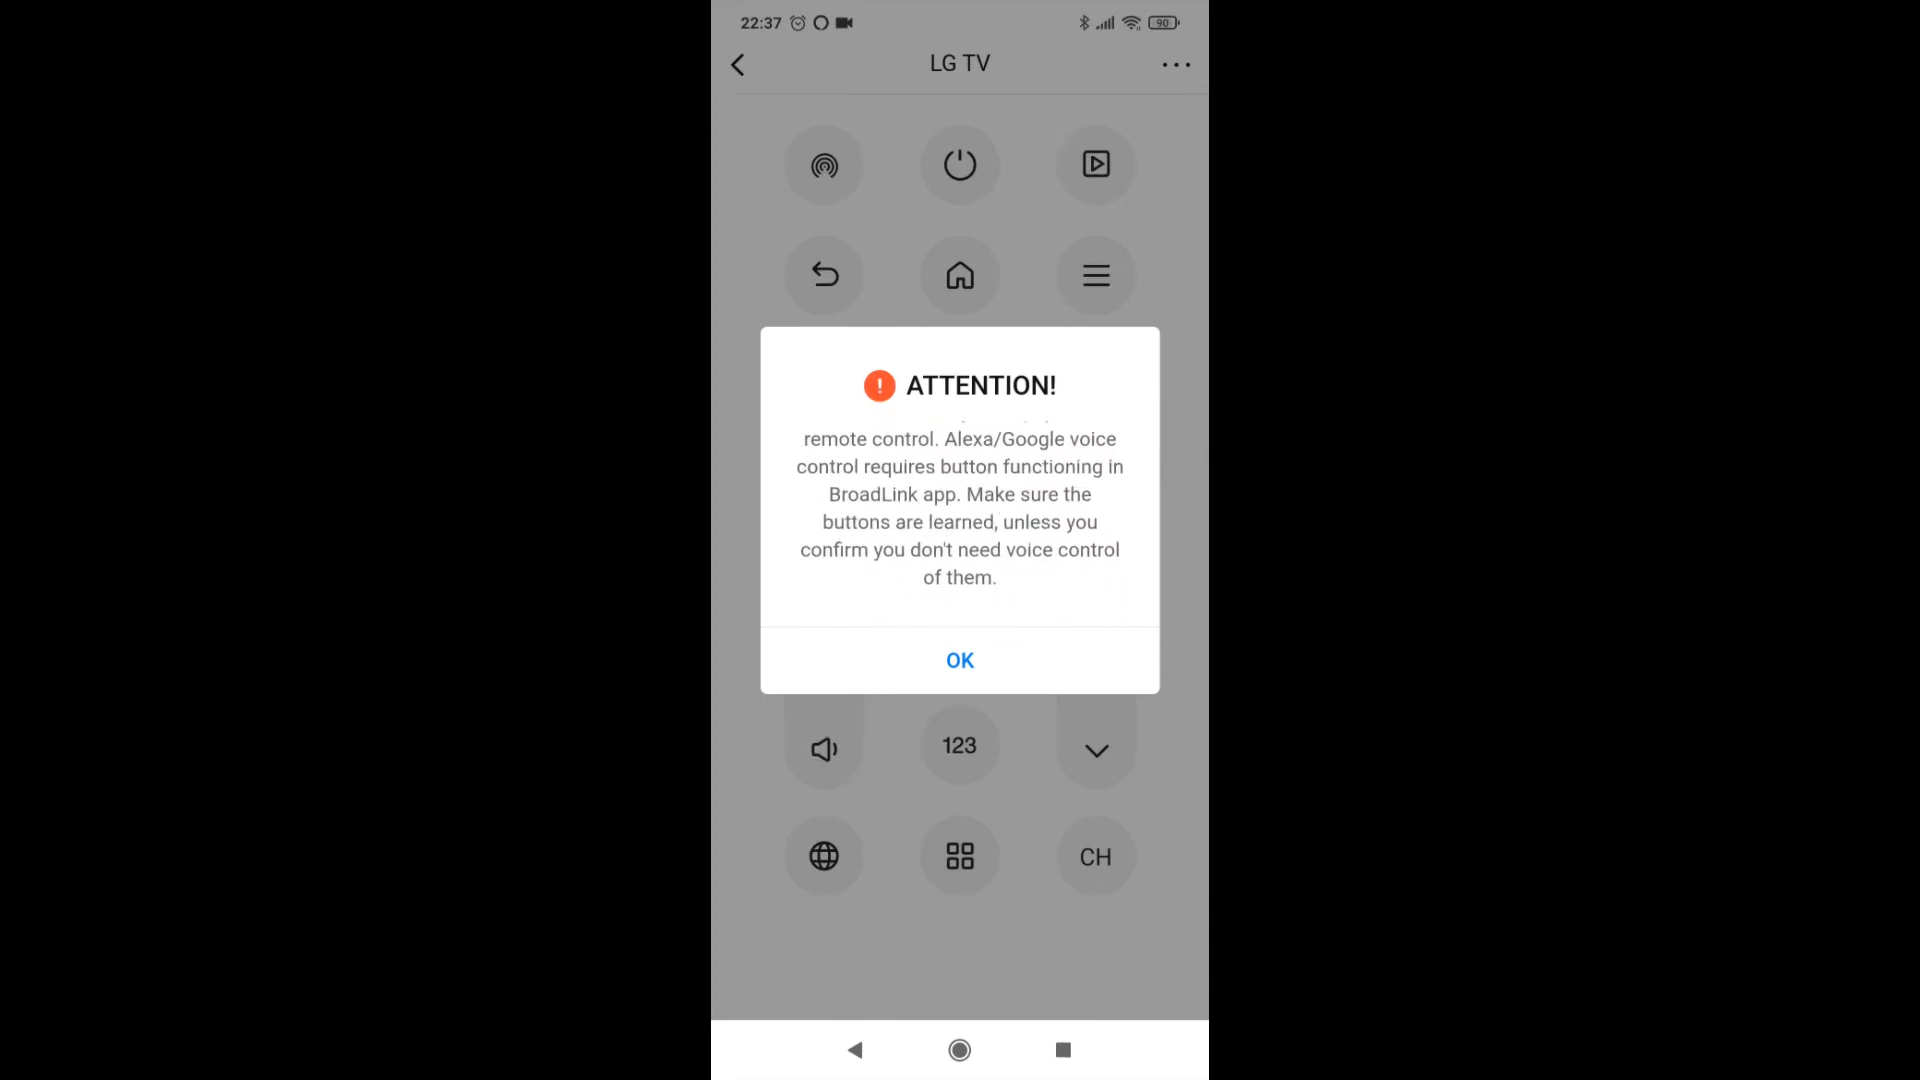 22:37
90
LG TV
! ATTENTION!
remote control. Alexa/Google voice
control requires button functioning in
BroadLink app. Make sure the
buttons are learned, unless you
confirm you don't need voice control
of them.
OK
123
CH